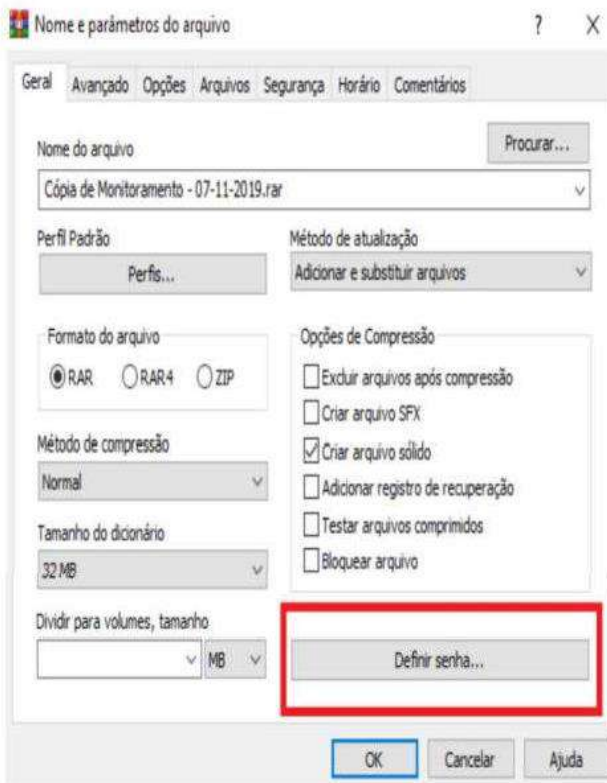 Nome e parâmetros do arquivo ? X
Geral Avançado Opções Arquivos Segurança Horário Comentários
Nome do arquivo
Procurar...
Cópia de Monitoramento - 07-11-2019.rar
Perfil Padrão
Perfis...
Método de atualização
Adicionar e substituir arquivos
Formato do arquivo
RAR RAR4 ZIP
Método de compressão
Normal
Tamanho do dicionário
32 MB
Opções de Compressão
Excluir arquivos após compressão
Criar arquivo SFX
Criar arquivo sólido
Adicionar registro de recuperação
Testar arquivos comprimidos
Bloquear arquivo
Dividir para volumes, tamanho
MB
Definir senha...
OK Cancelar Ajuda